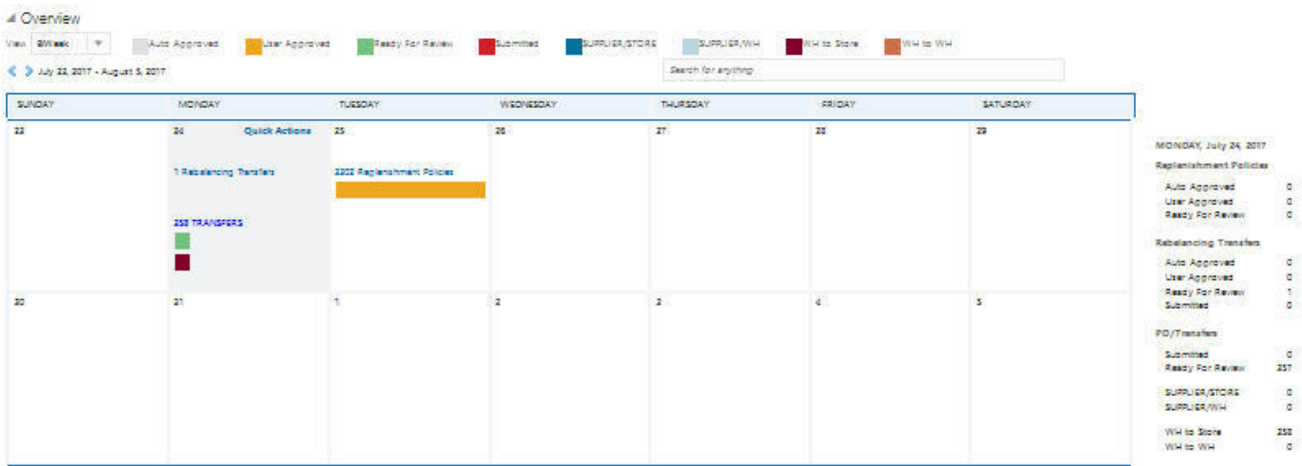 Overview
View BWeek Auto Approved User Approved Ready For Review Submitted SUPPLIER/STORE SUPPLIER/WH WH to Store WH to WH
July 23, 2017 - August 5, 2017 Search for anything
SUNDAY MONDAY TUESDAY WEDNESDAY THURSDAY FRIDAY SATURDAY
23 24 Quick Actions 25 26 27 28 29
MONDAY, July 24, 2017
Replenishment Policies
1 Rebalancing Transfers 2202 Replenishment Policies
Auto Approved 0
User Approved 0
Ready For Review 0
258 TRANSFERS
Rebalancing Transfers
Auto Approved 0
User Approved 0
Ready For Review 1
Submitted 0
30 31 1 2 3 4 5
PO/Transfers
Submitted 0
Ready For Review 257
SUPPLIER/STORE 0
SUPPLIER/WH 0
WH to Store 258
WH to WH 0